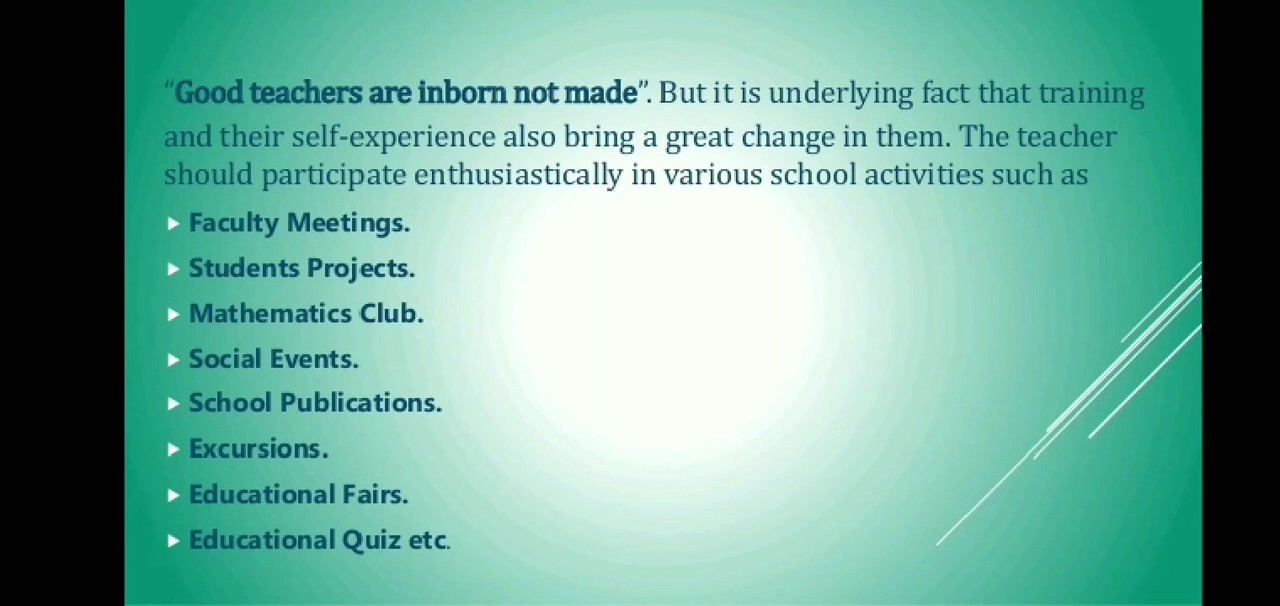 “Good teachers are inborn not made”. But it is underlying fact that training
and their self-experience also bring a great change in them. The teacher
should participate enthusiastically in various school activities such as
Faculty Meetings.
Students Projects.
Mathematics Club.
Social Events.
School Publications.
Excursions.
Educational Fairs.
Educational Quiz etc.